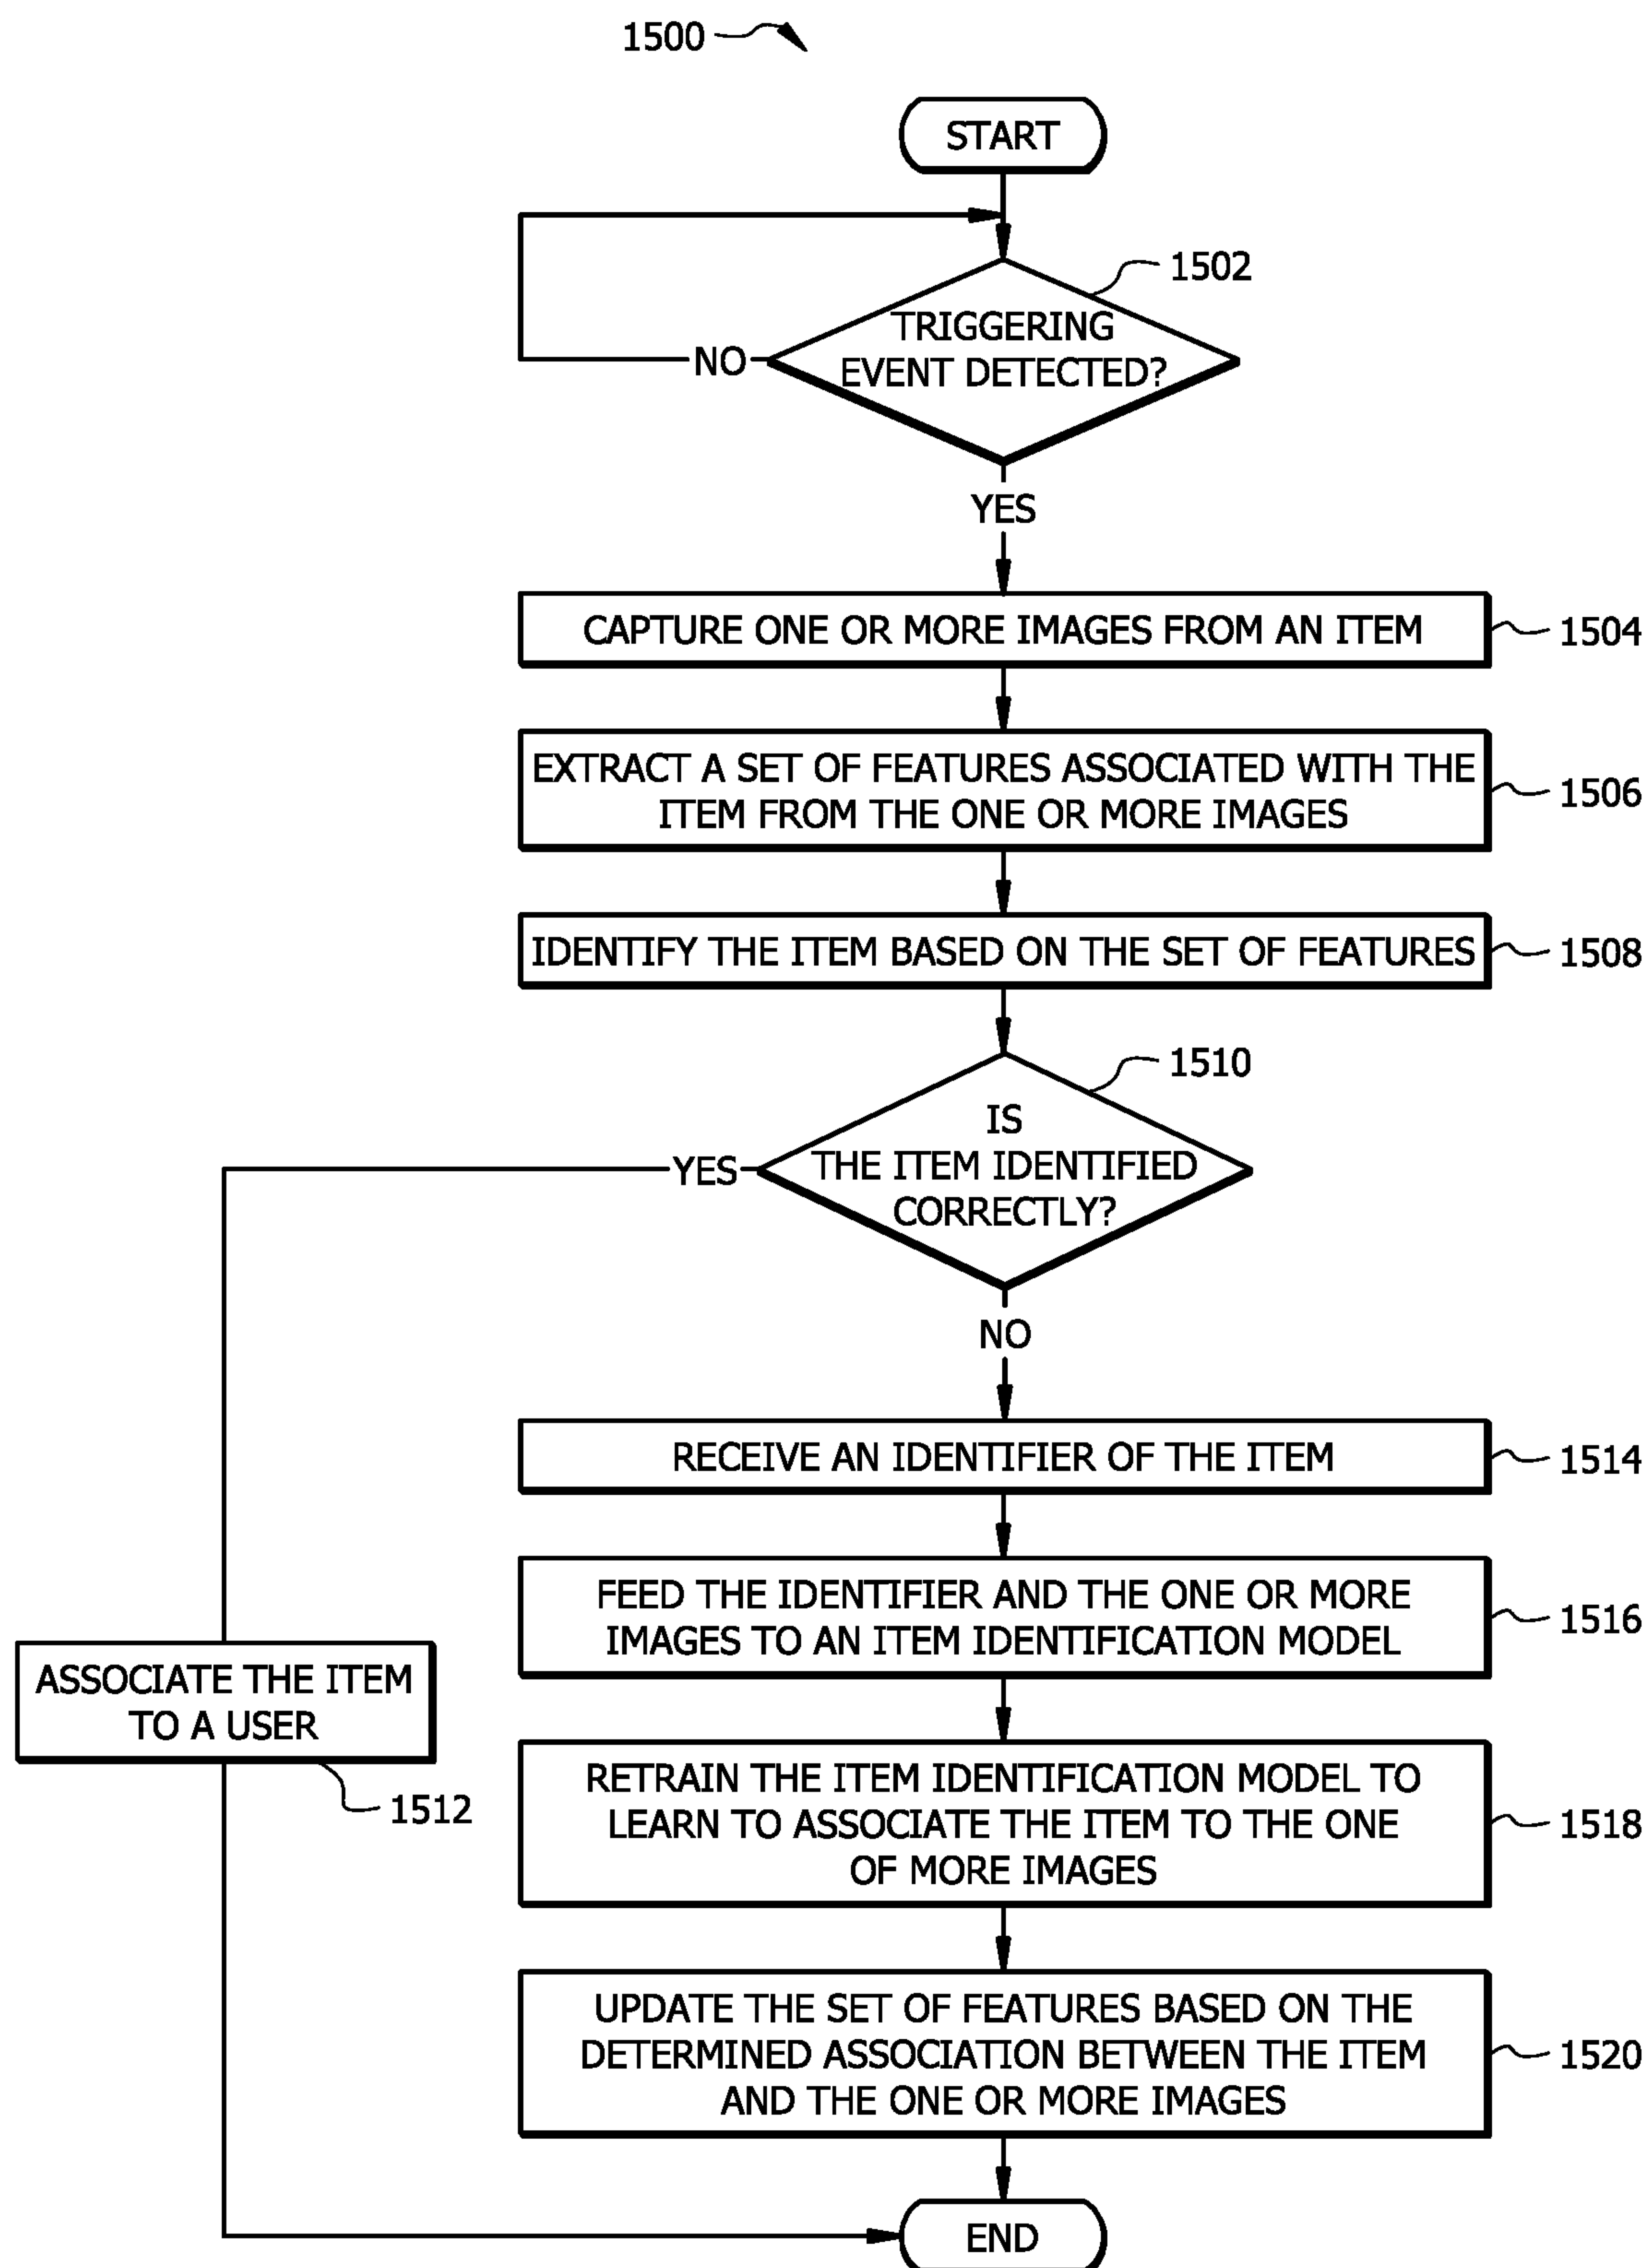 1500
START
1502
TRIGGERING
EVENT DETECTED?
NO
YES
CAPTURE ONE OR MORE IMAGES FROM AN ITEM
1504
EXTRACT A SET OF FEATURES ASSOCIATED WITH THE
ITEM FROM THE ONE OR MORE IMAGES
1506
IDENTIFY THE ITEM BASED ON THE SET OF FEATURES
1508
1510
IS
THE ITEM IDENTIFIED
CORRECTLY?
YES
NO
RECEIVE AN IDENTIFIER OF THE ITEM
1514
FEED THE IDENTIFIER AND THE ONE OR MORE
IMAGES TO AN ITEM IDENTIFICATION MODEL
1516
ASSOCIATE THE ITEM
TO A USER
1512
RETRAIN THE ITEM IDENTIFICATION MODEL TO
LEARN TO ASSOCIATE THE ITEM TO THE ONE
OF MORE IMAGES
1518
UPDATE THE SET OF FEATURES BASED ON THE
DETERMINED ASSOCIATION BETWEEN THE ITEM
AND THE ONE OR MORE IMAGES
1520
END